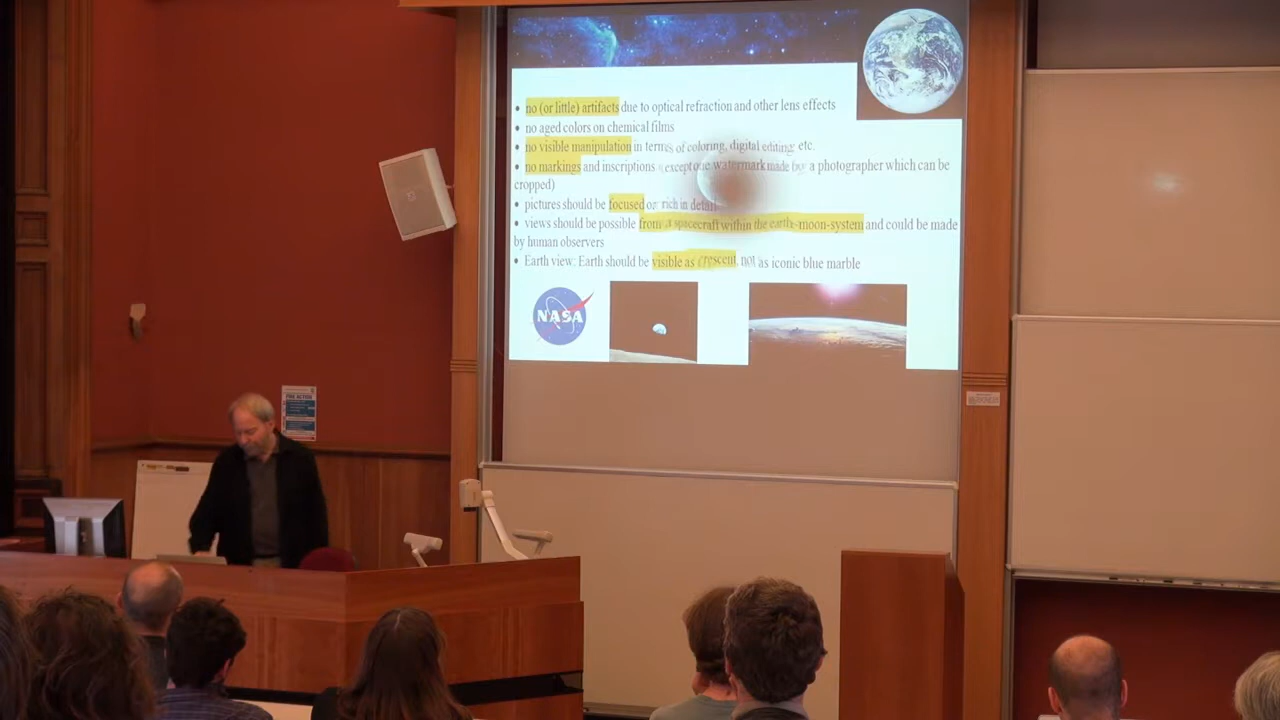 • no (or little) artifacts due to optical refraction and other lens effects
• no aged colors on chemical films
• no visible manipulation in terms of coloring, digital editing etc.
• no markings and inscriptions (except one watermark made by a photographer which can be
cropped)
• pictures should be focused or rich in detail
• views should be possible from a spacecraft within the earth-moon-system and could be made
by human observers
• Earth view: Earth should be visible as crescent, not as iconic blue marble
NASA
FIRE ACTION